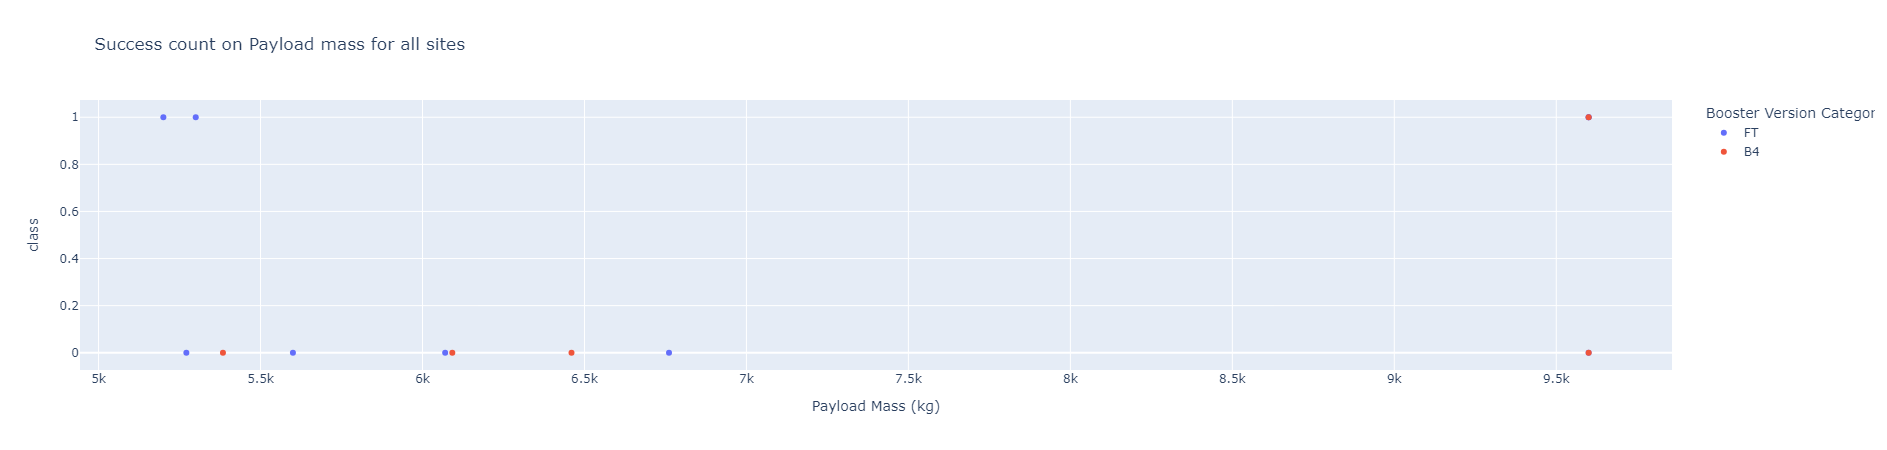 Success count on Payload mass for all sites
Booster Version Categor
FT
B4
1
0.8
0.6
0.4
0.2
0
class
5k
5.5k
6k
6.5k
7k
7.5k
8k
8.5k
9k
9.5k
Payload Mass (kg)